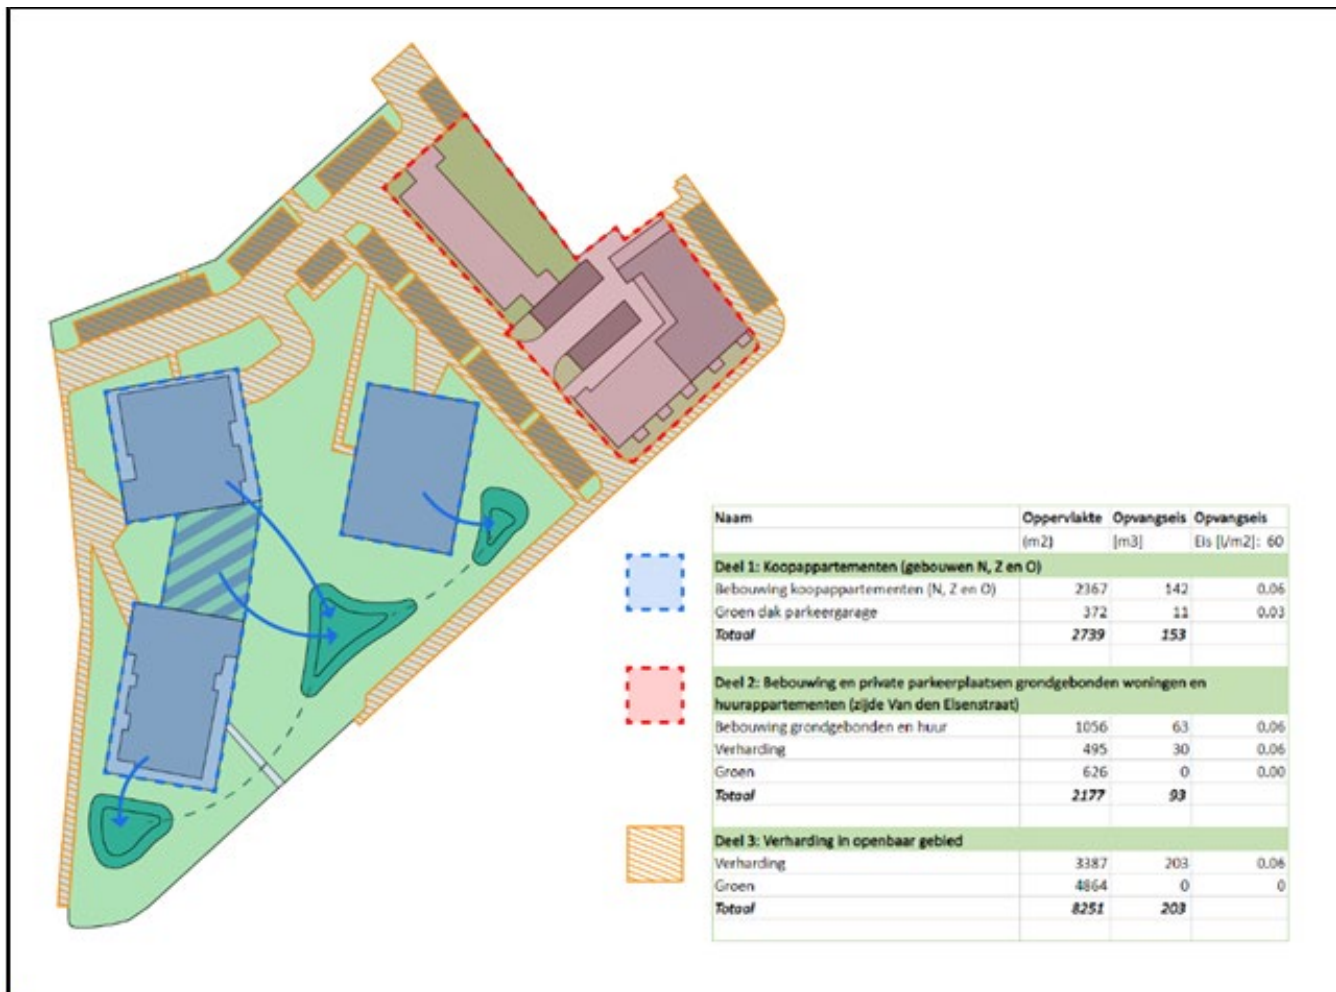 Naam Oppervlakte Opvangseis Opvangseis
(m2) [m3] Eis [l/m2]: 60
Deel 1: Koopappartementen (gebouwen N, Z en O)
Bebouwing koopappartementen (N, Z en O) 2367 142 0.06
Groen dak parkeergarage 372 11 0.03
Totaal 2739 153
Deel 2: Bebouwing en private parkeerplaatsen grondgebonden woningen en
huurappartementen (zijde Van den Elsenstraat)
Bebouwing grondgebonden en huur 1056 63 0.06
Verharding 495 30 0.06
Groen 626 0 0.00
Totaal 2177 93
Deel 3: Verharding in openbaar gebied
Verharding 3387 203 0.06
Groen 4864 0 0
Totaal 8251 203